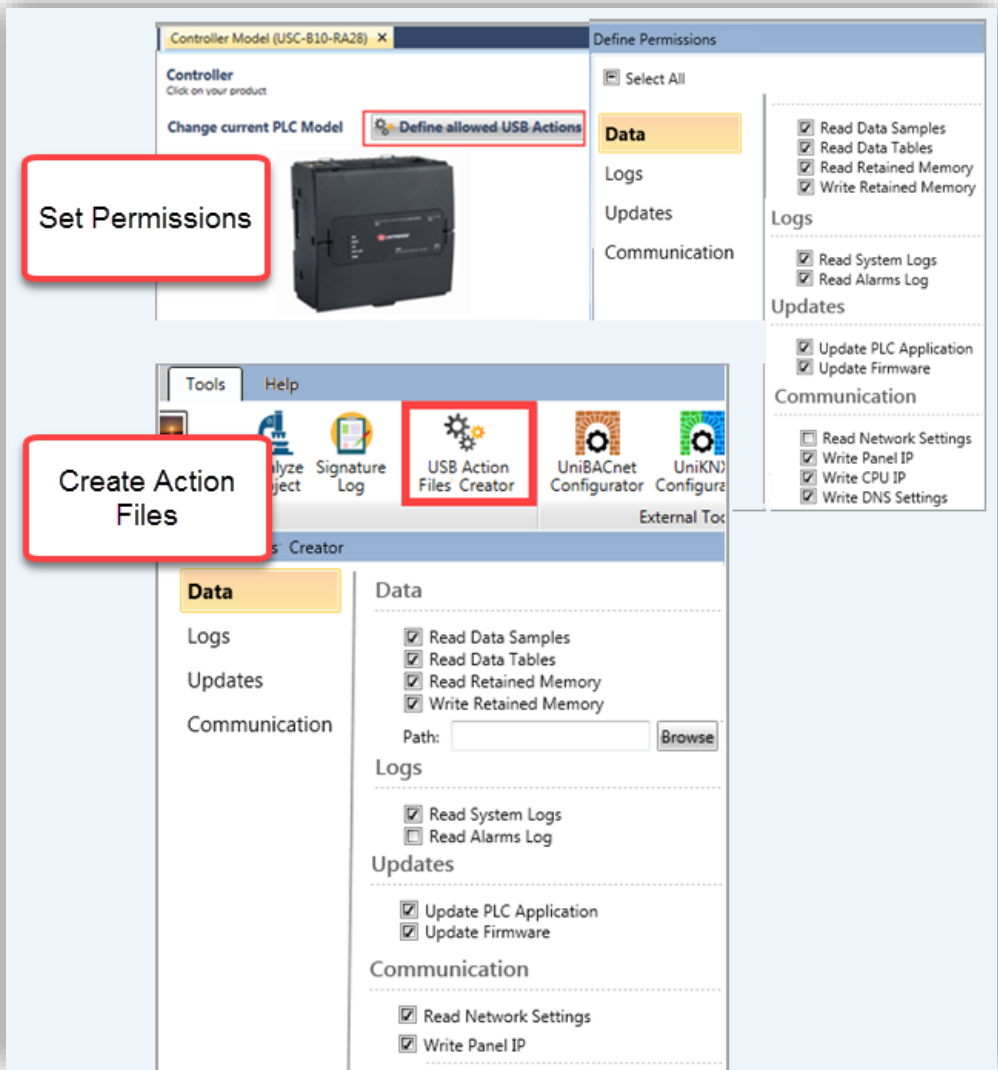 Controller Model (USC-B10-RA28) ×
Controller
Click on your product
Change current PLC Model
Define allowed USB Actions
Set Permissions
Define Permissions
Select All
Data
Logs
Updates
Communication
Read Data Samples
Read Data Tables
Read Retained Memory
Write Retained Memory
Logs
Read System Logs
Read Alarms Log
Updates
Update PLC Application
Update Firmware
Communication
Read Network Settings
Write Panel IP
Write CPU IP
Write DNS Settings
Tools
Help
Signature
Log
USB Action
Files Creator
UniBACnet
Configurator
External
Create Action
Files
Creator
Data
Logs
Updates
Communication
Data
Read Data Samples
Read Data Tables
Read Retained Memory
Write Retained Memory
Path:
Browse
Logs
Read System Logs
Read Alarms Log
Updates
Update PLC Application
Update Firmware
Communication
Read Network Settings
Write Panel IP